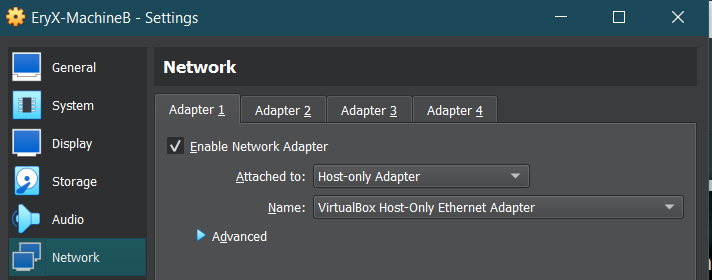 EryX-MachineB - Settings
General
System
Display
Storage
Audio
Network
Network
Adapter 1
Adapter 2
Adapter 3
Adapter 4
Enable Network Adapter
Attached to: Host-only Adapter
Name: VirtualBox Host-Only Ethernet Adapter
Advanced